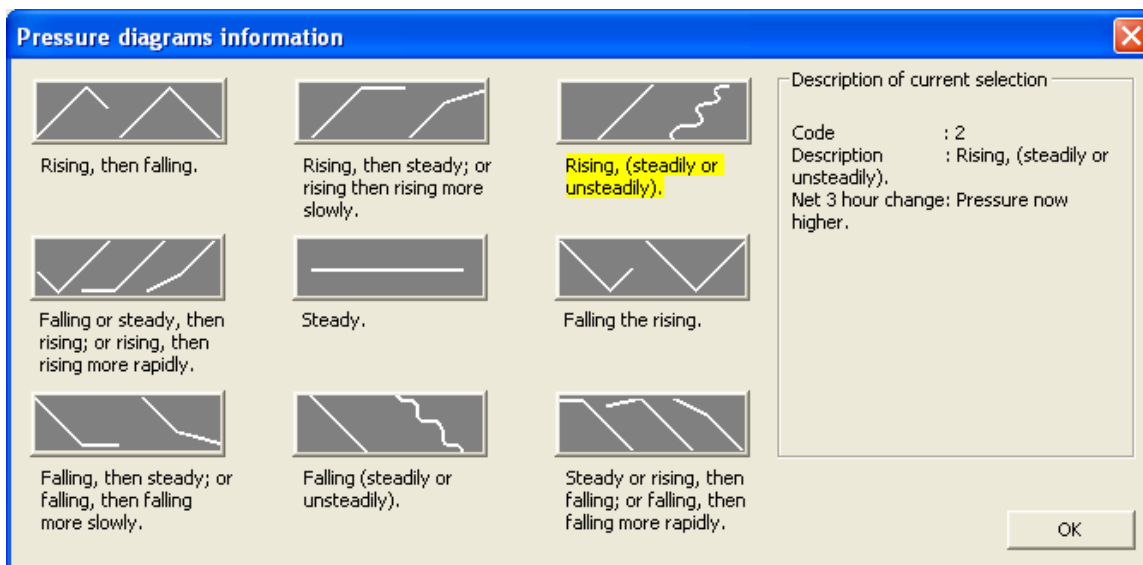 Pressure diagrams information
Rising, then falling.
Rising, then steady; or
rising then rising more
slowly.
Rising, (steadily or
unsteadily).
Falling or steady, then
rising; or rising, then
rising more rapidly.
Steady.
Falling the rising.
Falling, then steady; or
falling, then falling
more slowly.
Falling (steadily or
unsteadily).
Steady or rising, then
falling; or falling, then
falling more rapidly.
Description of current selection
Code : 2
Description : Rising, (steadily or
unsteadily).
Net 3 hour change: Pressure now
higher.
OK